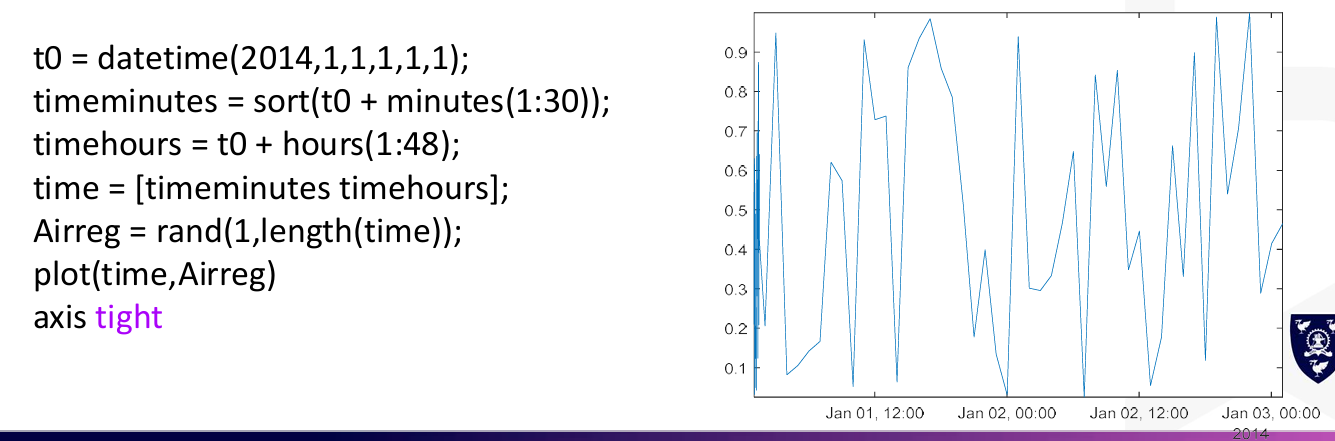 t0 = datetime(2014,1,1,1,1,1);
timeminutes = sort(t0 + minutes(1:30));
timehours = t0 + hours(1:48);
time = [timeminutes timehours];
Airreg = rand(1,length(time));
plot(time,Airreg)
axis tight
0.9
0.8
0.7
0.6
0.5
0.4
0.3
0.2
0.1
Jan 01, 12:00 Jan 02, 00:00 Jan 02, 12:00 Jan 03, 00:00
2014